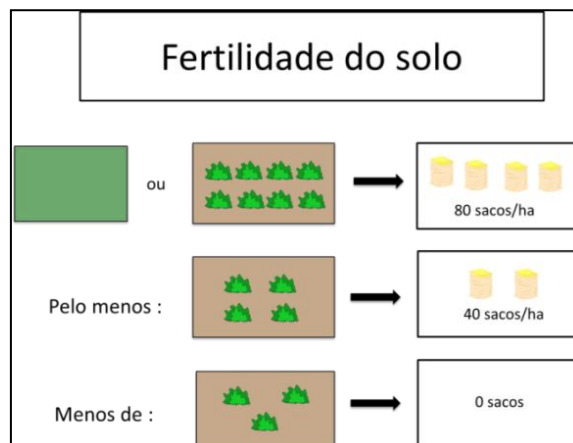 Fertilidade do solo
ou
80 sacos/ha
Pelo menos :
40 sacos/ha
Menos de :
0 sacos